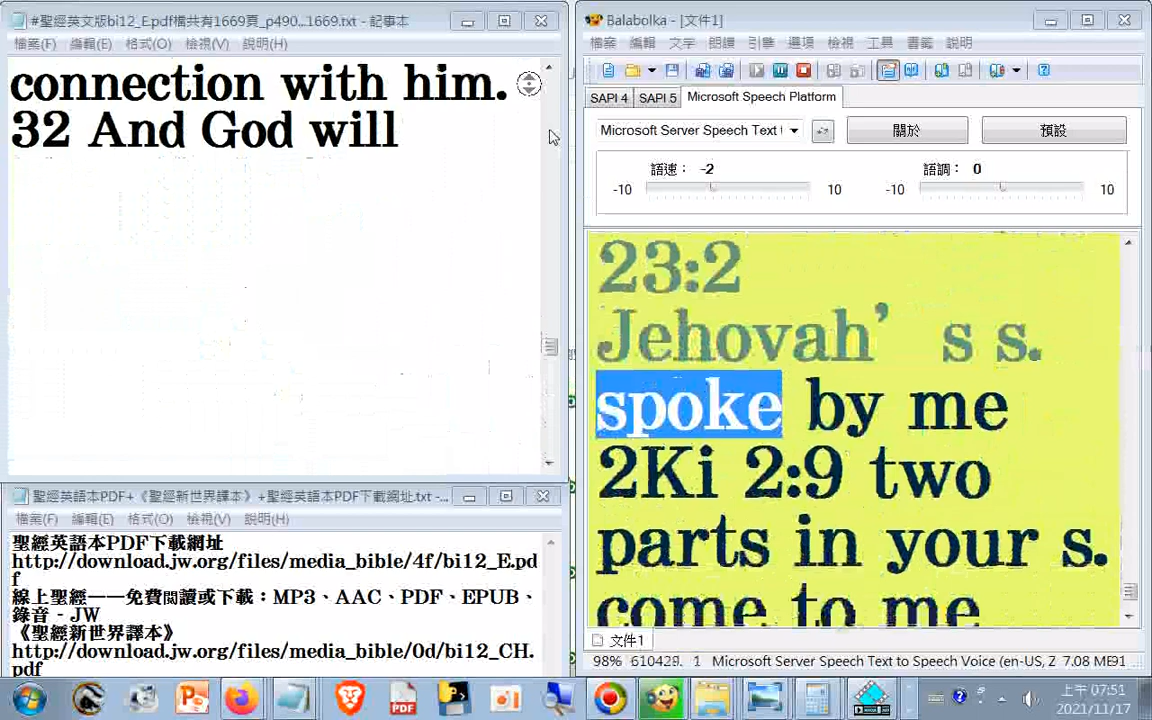 #聖經英文版bi12_E.pdf檔共有1669頁_p490...1669.txt - 記事本
檔案(F) 編輯(E) 格式(O) 檢視(V) 說明(H)
connection with him.
32 And God will
聖經英語本PDF+《聖經新世界譯本》+聖經英語本PDF下載網址.txt -...
檔案(F) 編輯(E) 格式(O) 檢視(V) 說明(H)
聖經英語本PDF下載網址
http://download.jw.org/files/media_bible/4f/bi12_E.pd
f
線上聖經——免費閱讀或下載：MP3、AAC、PDF、EPUB、
錄音 - JW
《聖經新世界譯本》
http://download.jw.org/files/media_bible/0d/bi12_CH.
pdf
Balabolka - [文件1]
檔案 編輯 文字 朗讀 引擎 選項 檢視 工具 書籤 說明
SAPI 4 SAPI 5 Microsoft Speech Platform
Microsoft Server Speech Text 關於 預設
語速： -2 語調： 0
-10 10 -10 10
23:2
Jehovah’s s.
spoke by me
2Ki 2:9 two
parts in your s.
come to me
文件1
98% 610429. 1 Microsoft Server Speech Text to Speech Voice (en-US, Z 7.08 ME91
上午 07:51
2021/11/17